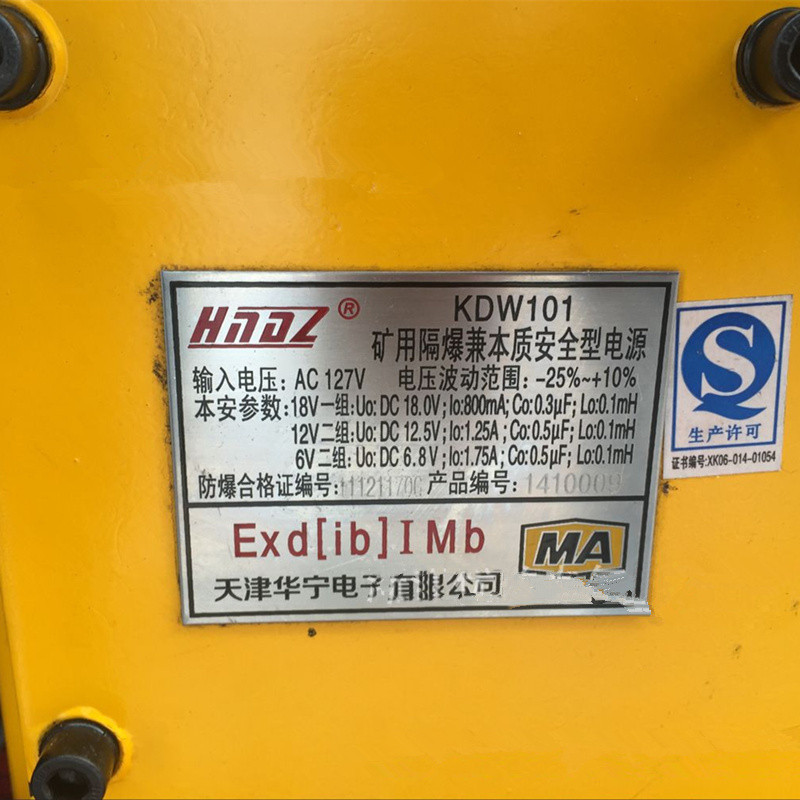 HNDZ® KDW101
矿用隔爆兼本质安全型电源
输入电压: AC 127V 电压波动范围: -25%~+10%
本安参数: 18V一组: Uo: DC 18.0V; Io: 800mA; Co: 0.3μF; Lo: 0.1mH
12V二组: Uo: DC 12.5V; Io: 1.25A; Co: 0.5μF; Lo: 0.1mH
6V二组: Uo: DC 6.8V; Io: 1.75A; Co: 0.5μF; Lo: 0.1mH
防爆合格证编号: 产品编号: 1410009
Exd[ib]ⅠMb
MA
天津华宁电子有限公司
QS
生产许可
证书编号:XK06-014-01054